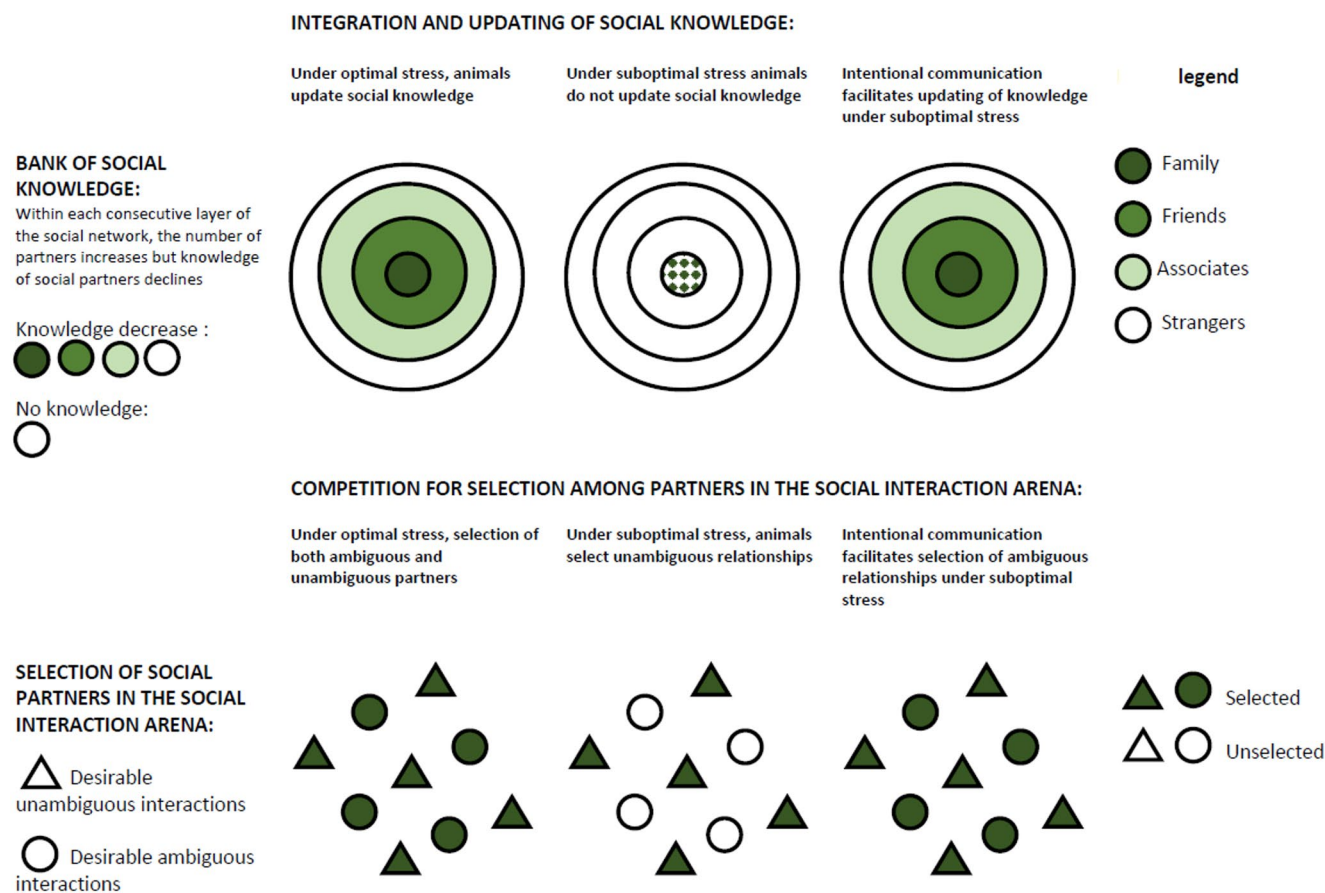 INTEGRATION AND UPDATING OF SOCIAL KNOWLEDGE:
Under optimal stress, animals
update social knowledge
Under suboptimal stress animals
do not update social knowledge
Intentional communication
facilitates updating of knowledge
under suboptimal stress
legend
BANK OF SOCIAL
KNOWLEDGE:
Within each consecutive layer of
the social network, the number of
partners increases but knowledge
of social partners declines
Knowledge decrease :
No knowledge:
Family
Friends
Associates
Strangers
COMPETITION FOR SELECTION AMONG PARTNERS IN THE SOCIAL INTERACTION ARENA:
Under optimal stress, selection of
both ambiguous and
unambiguous partners
Under suboptimal stress, animals
select unambiguous relationships
Intentional communication
facilitates selection of ambiguous
relationships under suboptimal
stress
SELECTION OF SOCIAL
PARTNERS IN THE SOCIAL
INTERACTION ARENA:
Desirable
unambiguous interactions
Desirable ambiguous
interactions
Selected
Unselected